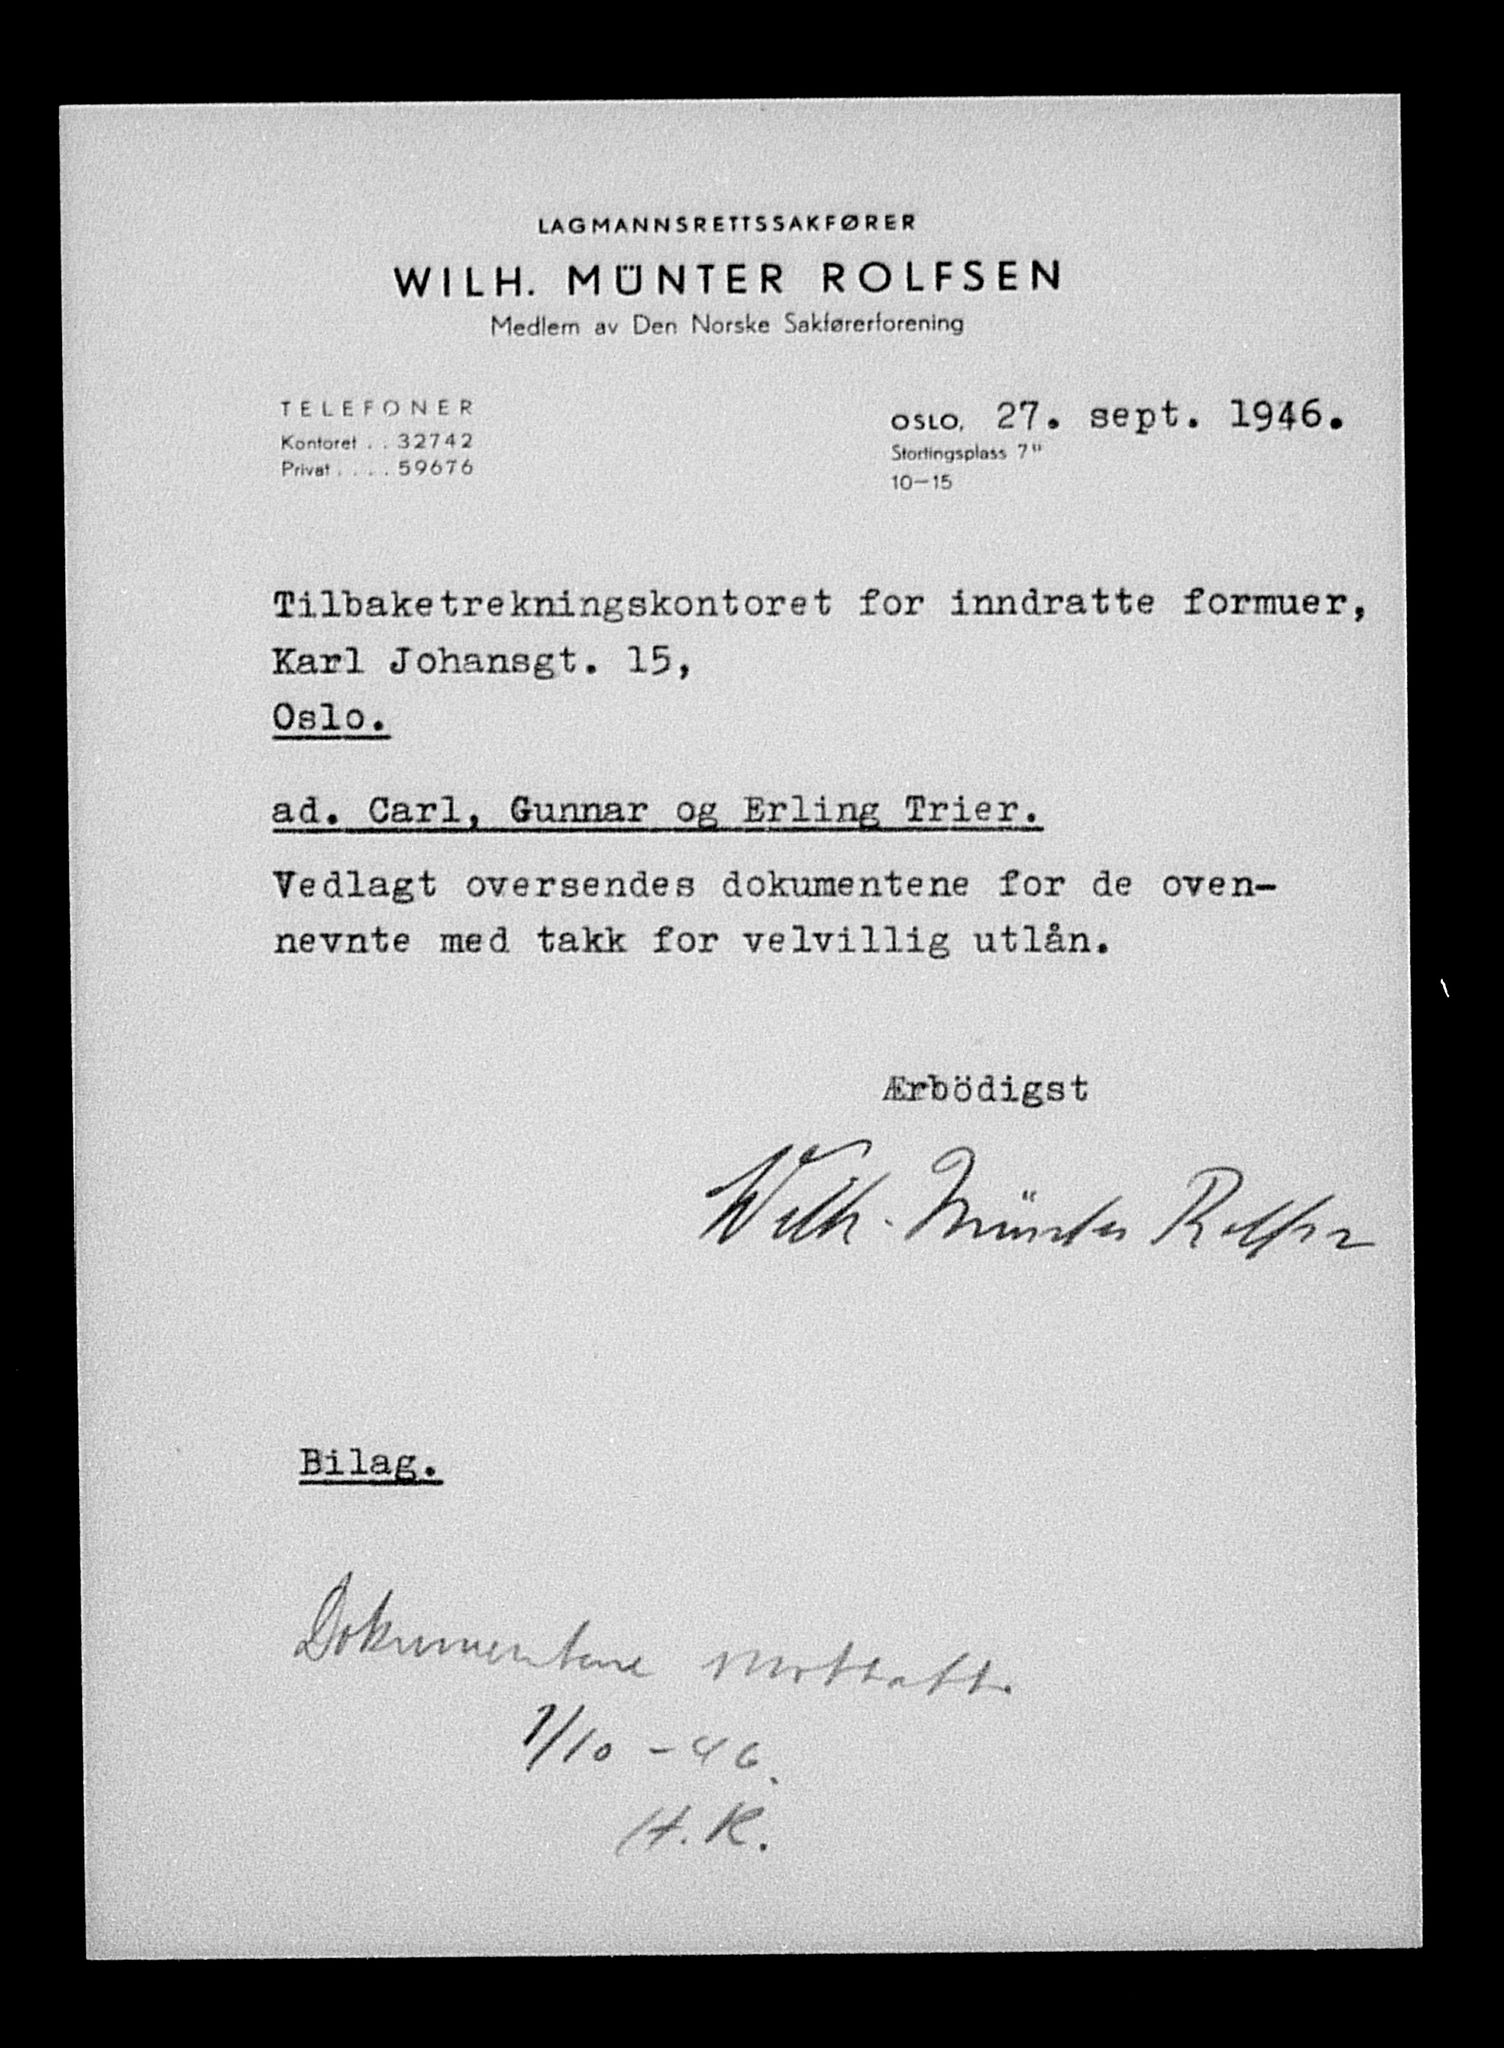 LAGMANNSRETTSSAKFØRER
WILH. MÜNTER ROLFSEN
Medlem av Den Norske Sakførerforening
TELEFONER
Kontoret . . 32742
Privat . . . . 59676
OSLO, 27. sept. 1946.
Stortingsplass 7"
10—15
Tilbaketrekningskontoret for inndratte formuer,
Karl Johansgt. 15,
Oslo.
ad. Carl, Gunnar og Erling Trier.
Vedlagt oversendes dokumentene for de oven-
nevnte med takk for velvillig utlån.
Ærbödigst
Wilh. Münter Rolfsen
Bilag.
Dokumentene mottatt.
1/10 - 46.
H. K.